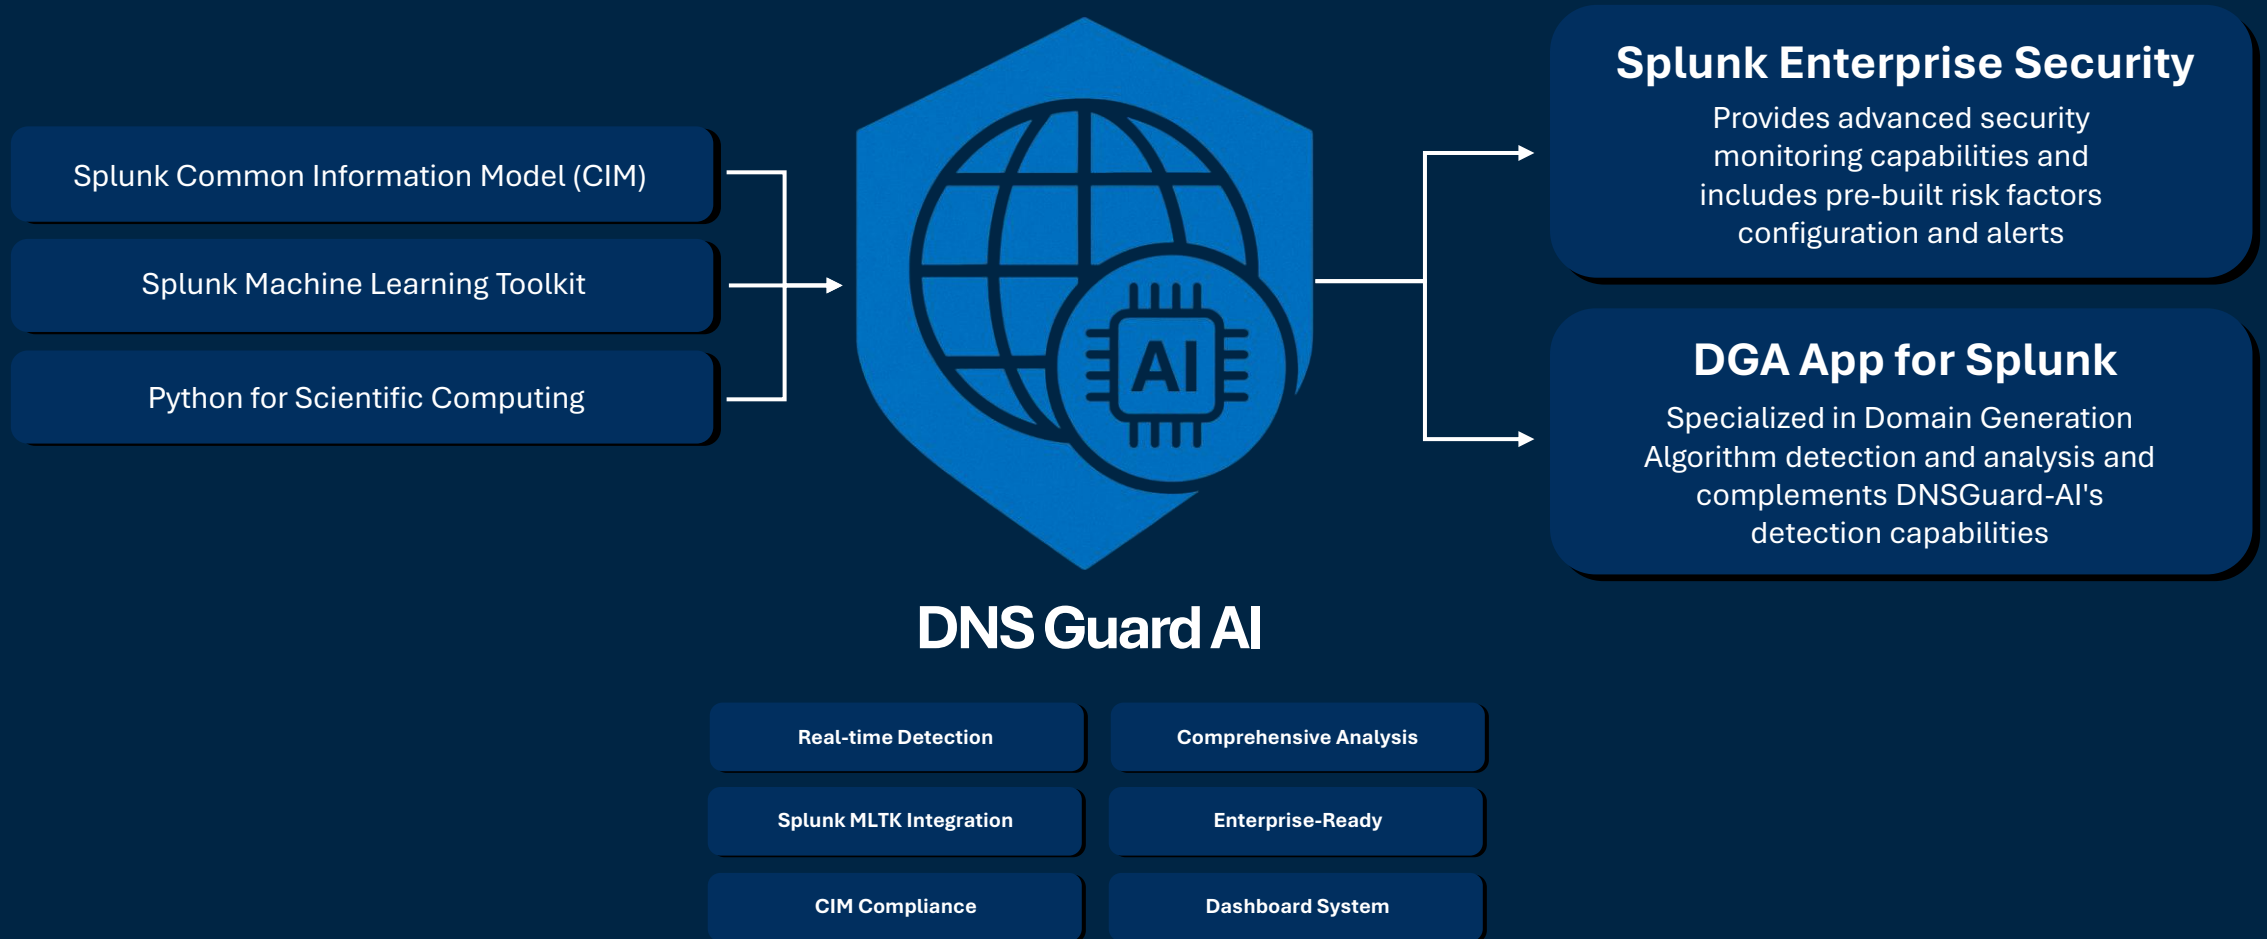 Splunk Common Information Model (CIM)
Splunk Machine Learning Toolkit
Python for Scientific Computing
AI
DNS Guard AI
Splunk Enterprise Security
Provides advanced security
monitoring capabilities and
includes pre-built risk factors
configuration and alerts
DGA App for Splunk
Specialized in Domain Generation
Algorithm detection and analysis and
complements DNSGuard-AI's
detection capabilities
Real-time Detection
Comprehensive Analysis
Splunk MLTK Integration
Enterprise-Ready
CIM Compliance
Dashboard System